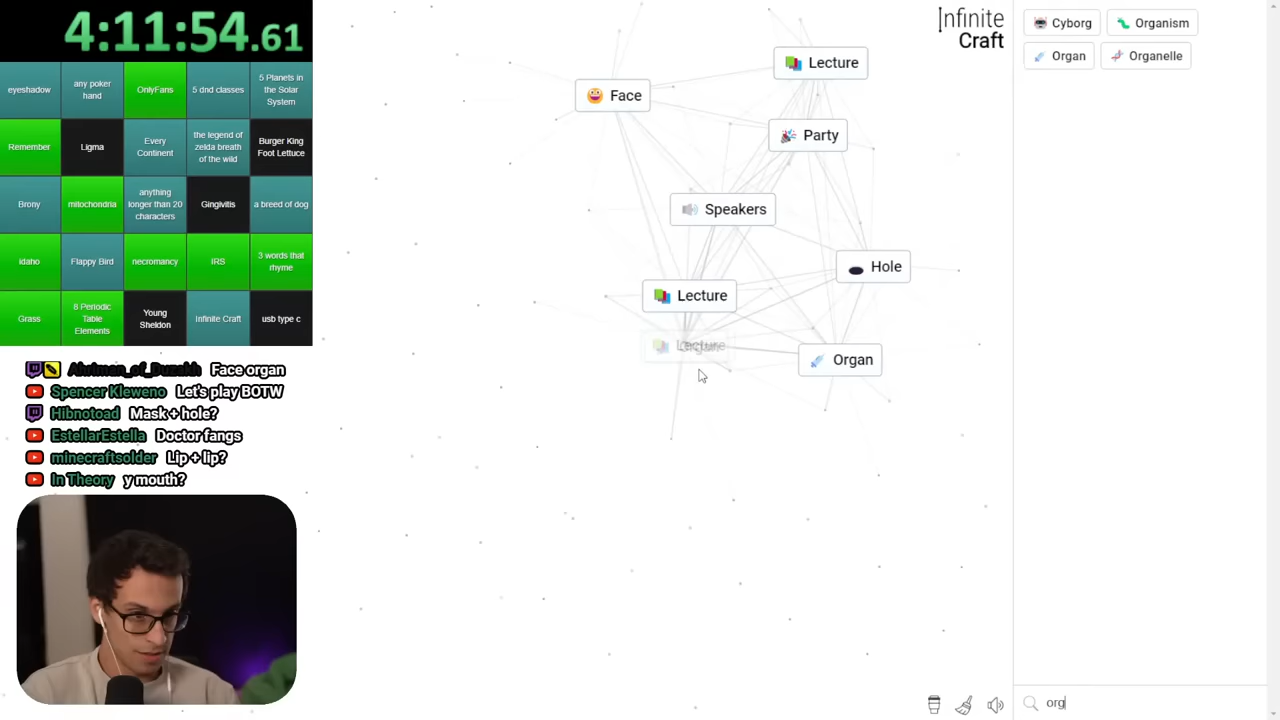 4:11:54.61
eyeshadow
any poker
hand
OnlyFans
5 dnd classes
5 Planets in
the Solar
System
Remember
Ligma
Every
Continent
the legend of
zelda breath
of the wild
Burger King
Foot Lettuce
Brony
mitochondria
anything
longer than 20
characters
Gingivitis
a breed of dog
idaho
Flappy Bird
necromancy
IRS
3 words that
rhyme
Grass
8 Periodic
Table
Elements
Young
Sheldon
Infinite Craft
usb type c
Ahriman_of_Duzakh Face organ
Spencer Kleweno Let's play BOTW
Hibnotoad Mask + hole?
EstellarEstella Doctor fangs
minecraftsolder Lip + lip?
In Theory y mouth?
Infinite
Craft
Lecture
Face
Party
Speakers
Hole
Lecture
Lecture
Organ
Cyborg
Organism
Organ
Organelle
org